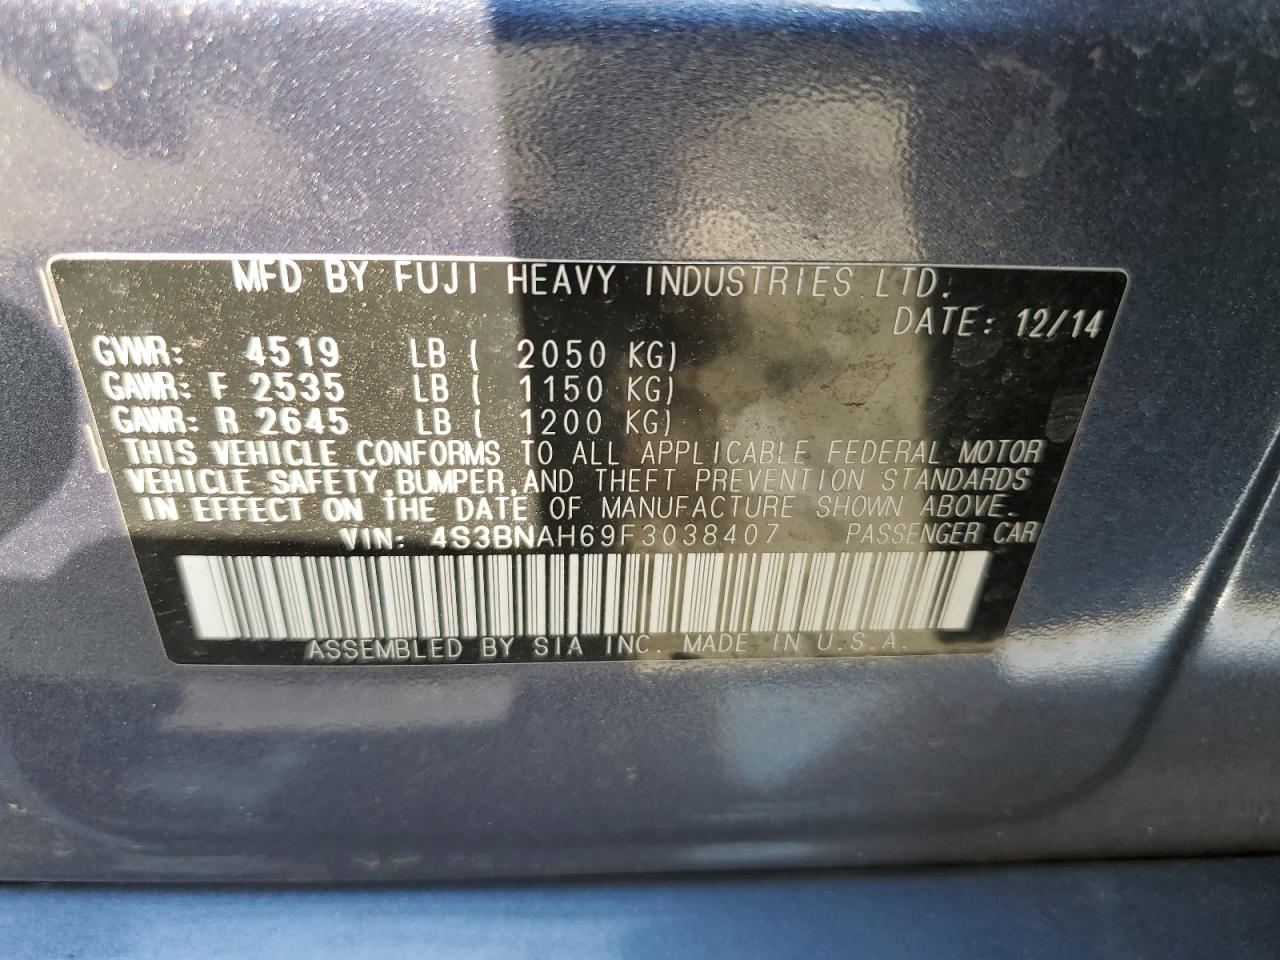 MFD BY FUJI HEAVY INDUSTRIES LTD.
DATE: 12/14
GVWR: 4519 LB ( 2050 KG)
GAWR: F 2535 LB ( 1150 KG)
GAWR: R 2645 LB ( 1200 KG)
THIS VEHICLE CONFORMS TO ALL APPLICABLE FEDERAL MOTOR
VEHICLE SAFETY,BUMPER,AND THEFT PREVENTION STANDARDS
IN EFFECT ON THE DATE OF MANUFACTURE SHOWN ABOVE.
VIN: 4S3BNAH69F3038407 PASSENGER CAR
ASSEMBLED BY SIA INC. MADE IN U.S.A.